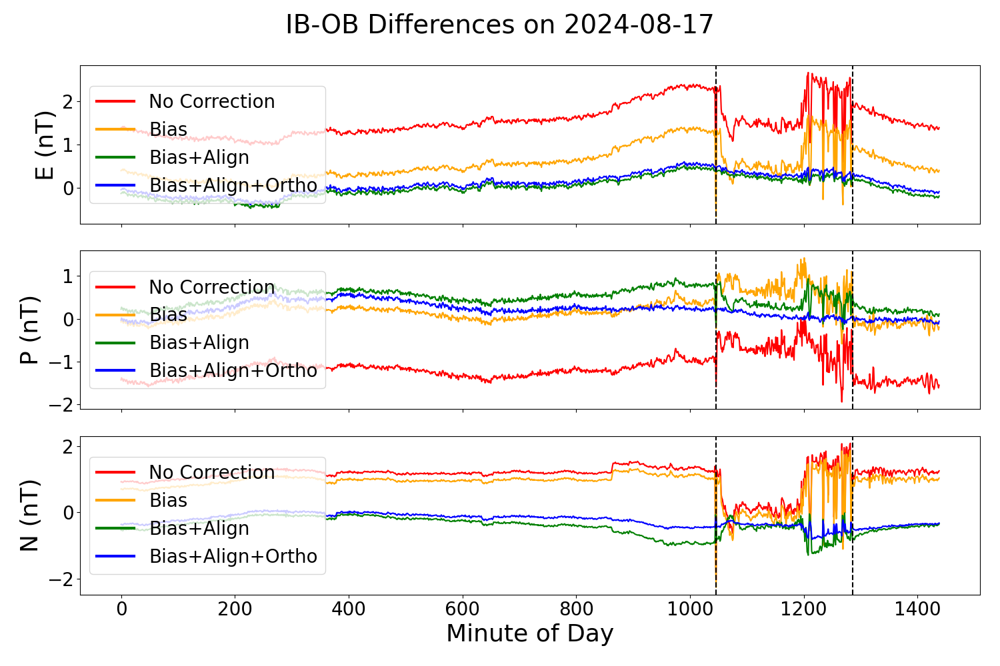 IB-OB Differences on 2024-08-17
E (nT)
2
1
0
No Correction
Bias
Bias+Align
Bias+Align+Ortho
P (nT)
1
0
−1
−2
No Correction
Bias
Bias+Align
Bias+Align+Ortho
N (nT)
2
0
−2
No Correction
Bias
Bias+Align
Bias+Align+Ortho
0 200 400 600 800 1000 1200 1400
Minute of Day